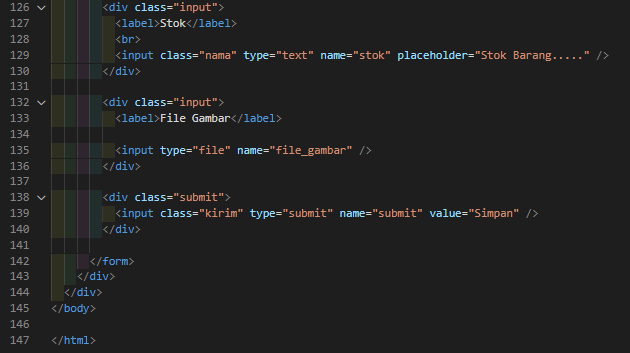 126 <div class="input">
127 <label>Stok</label>
128 <br>
129 <input class="nama" type="text" name="stok" placeholder="Stok Barang....." />
130 </div>
131
132 <div class="input">
133 <label>File Gambar</label>
134
135 <input type="file" name="file_gambar" />
136 </div>
137
138 <div class="submit">
139 <input class="kirim" type="submit" name="submit" value="Simpan" />
140 </div>
141
142 </form>
143 </div>
144 </div>
145 </body>
146
147 </html>